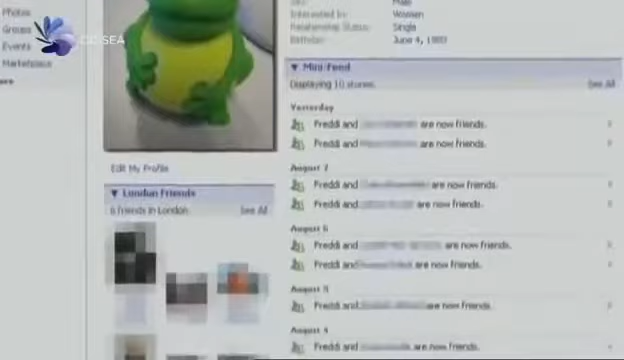 Photos
Groups
Events
Marketplace
Sex: Male
Interested In: Women
Relationship Status: Single
Birthday: June 4,
Edit My Profile
London Friends
6 friends in London. See All
Mini-Feed
Displaying 10 stories. See All
Yesterday
Freddi and are now friends.
Freddi and are now friends.
August 7
Freddi and are now friends.
Freddi and are now friends.
August 6
Freddi and are now friends.
Freddi and are now friends.
August 5
Freddi and are now friends.
August 4
Freddi and are now friends.